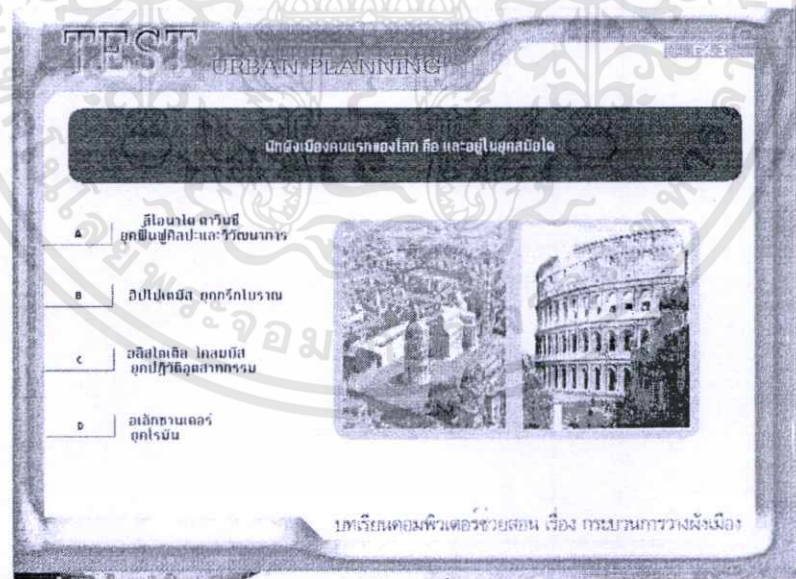 TEST
URBAN PLANNING
EX. 3
นักผังเมืองคนแรกของโลก คือ และอยู่ในยุคสมัยใด
A
ลีโอนาโด ดาวินชี
ยุคฟื้นฟูศิลปะและวิวัฒนาการ
B
ฮิปโปเดมัส ยุคกรีกโบราณ
C
อลิสโตเติล โคลมบัส
ยุคปฏิวัติอุตสาหกรรม
D
อเล็กซานเดอร์
ยุคโรมัน
บทเรียนคอมพิวเตอร์ช่วยสอน เรื่อง กระบวนการวางผังเมือง